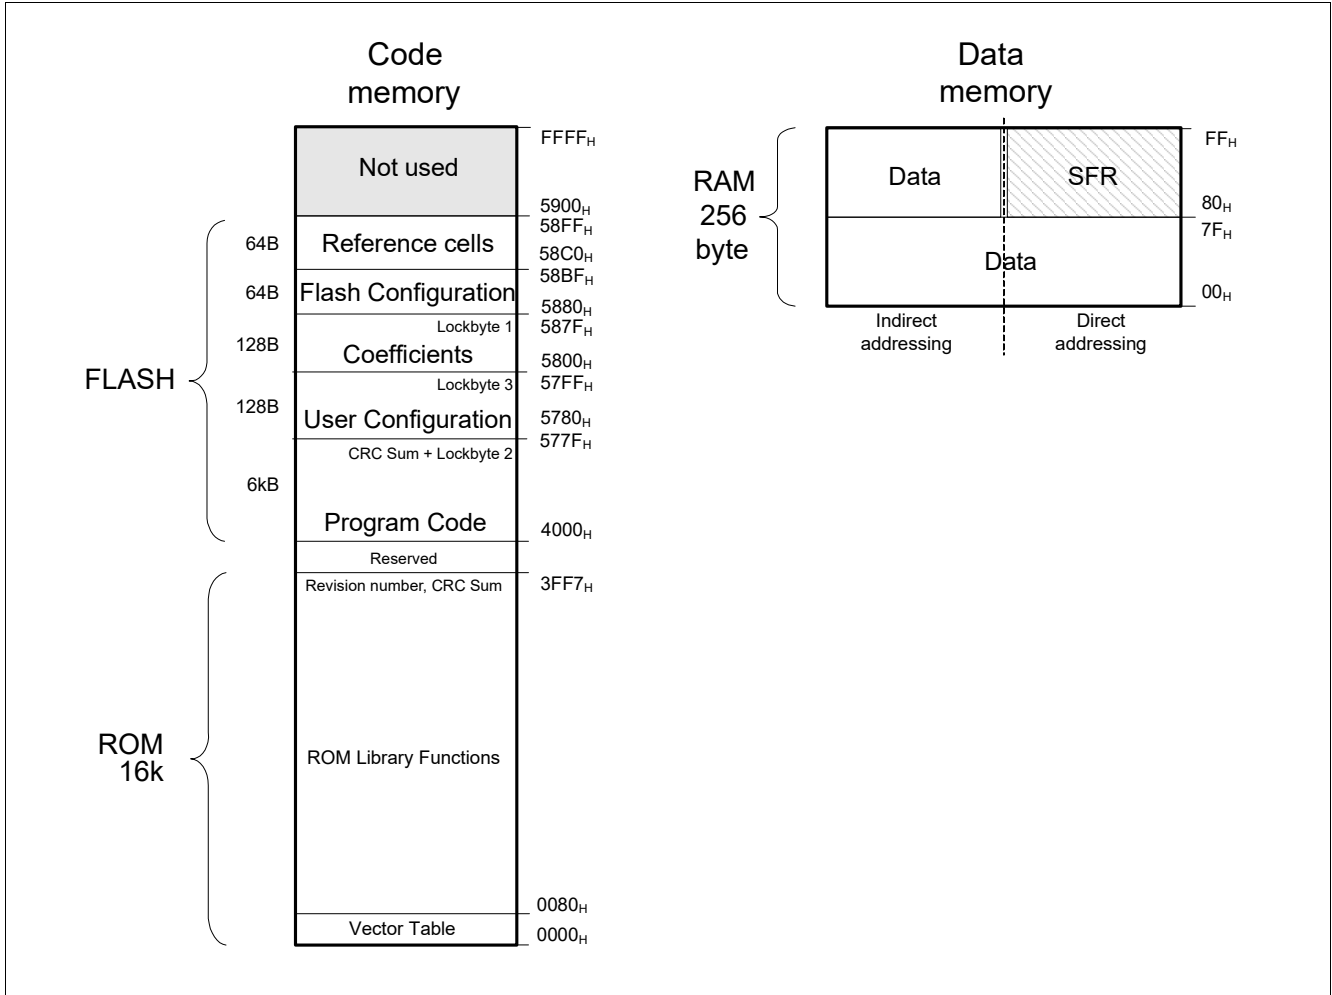 Code
memory
FFFFH
Not used
5900H
58FFH
64B
Reference cells
58C0H
58BFH
64B
Flash Configuration
5880H
Lockbyte 1
587FH
128B
Coefficients
5800H
FLASH
Lockbyte 3
57FFH
128B
User Configuration
5780H
577FH
CRC Sum + Lockbyte 2
6kB
Program Code
4000H
Reserved
Revision number, CRC Sum
3FF7H
ROM
16k
ROM Library Functions
0080H
Vector Table
0000H
Data
memory
RAM
256
byte
Data
SFR
FFH
80H
7FH
Data
00H
Indirect
addressing
Direct
addressing